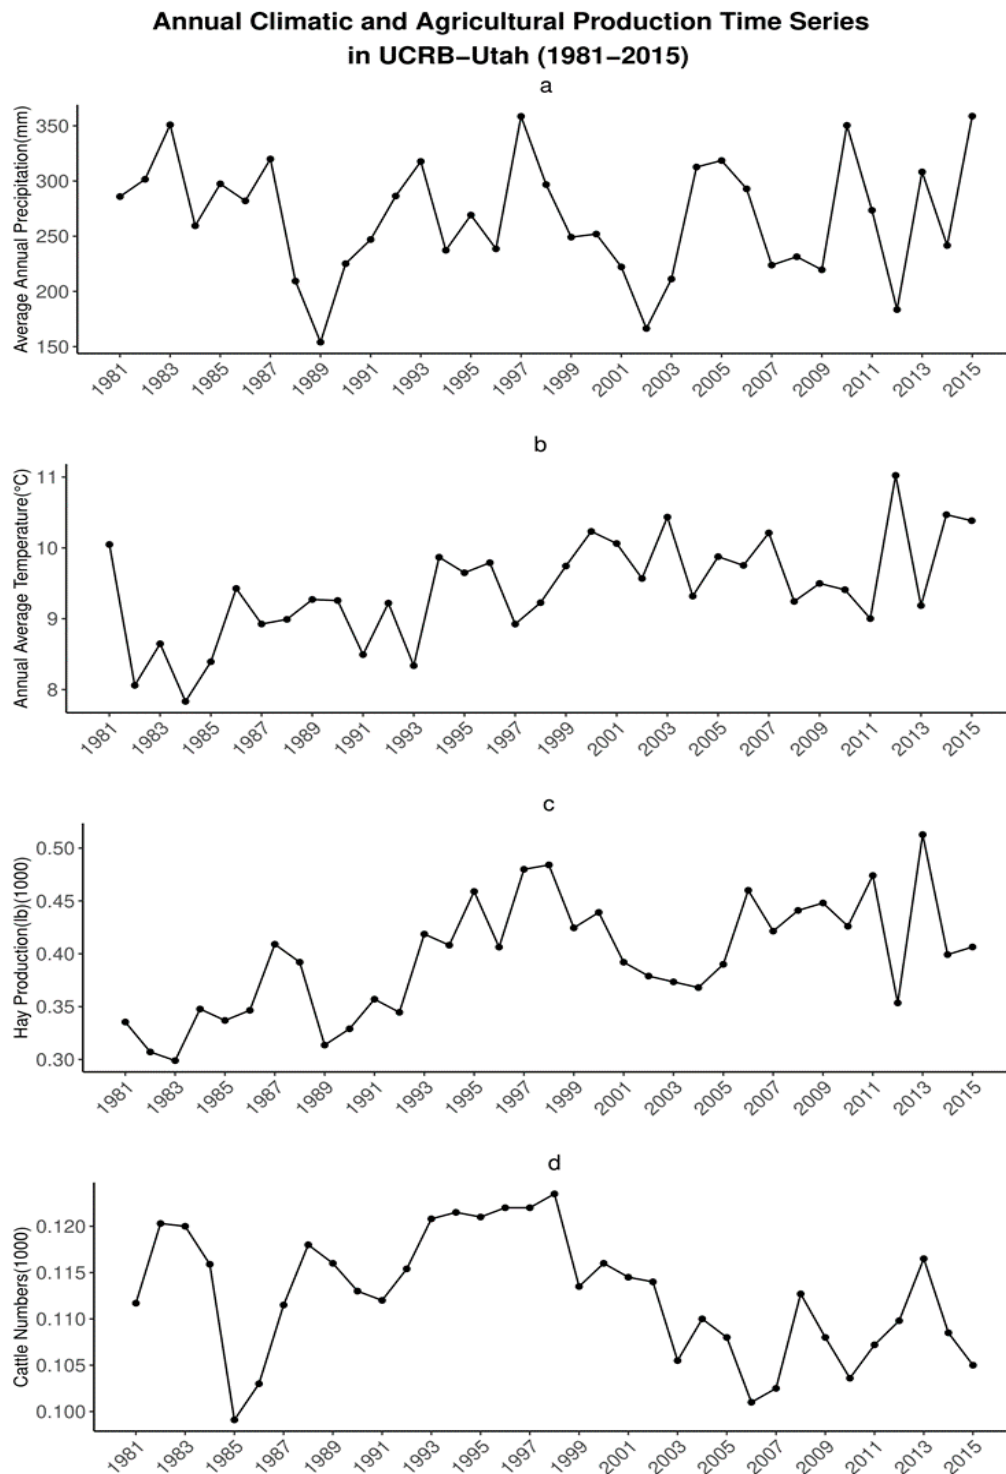 Annual Climatic and Agricultural Production Time Series
in UCRB−Utah (1981−2015)
a
Average Annual Precipitation(mm)
350
300
250
200
150
1981 1983 1985 1987 1989 1991 1993 1995 1997 1999 2001 2003 2005 2007 2009 2011 2013 2015
b
Annual Average Temperature(°C)
11
10
9
8
1981 1983 1985 1987 1989 1991 1993 1995 1997 1999 2001 2003 2005 2007 2009 2011 2013 2015
c
Hay Production(lb)(1000)
0.50
0.45
0.40
0.35
0.30
1981 1983 1985 1987 1989 1991 1993 1995 1997 1999 2001 2003 2005 2007 2009 2011 2013 2015
d
Cattle Numbers(1000)
0.120
0.115
0.110
0.105
0.100
1981 1983 1985 1987 1989 1991 1993 1995 1997 1999 2001 2003 2005 2007 2009 2011 2013 2015